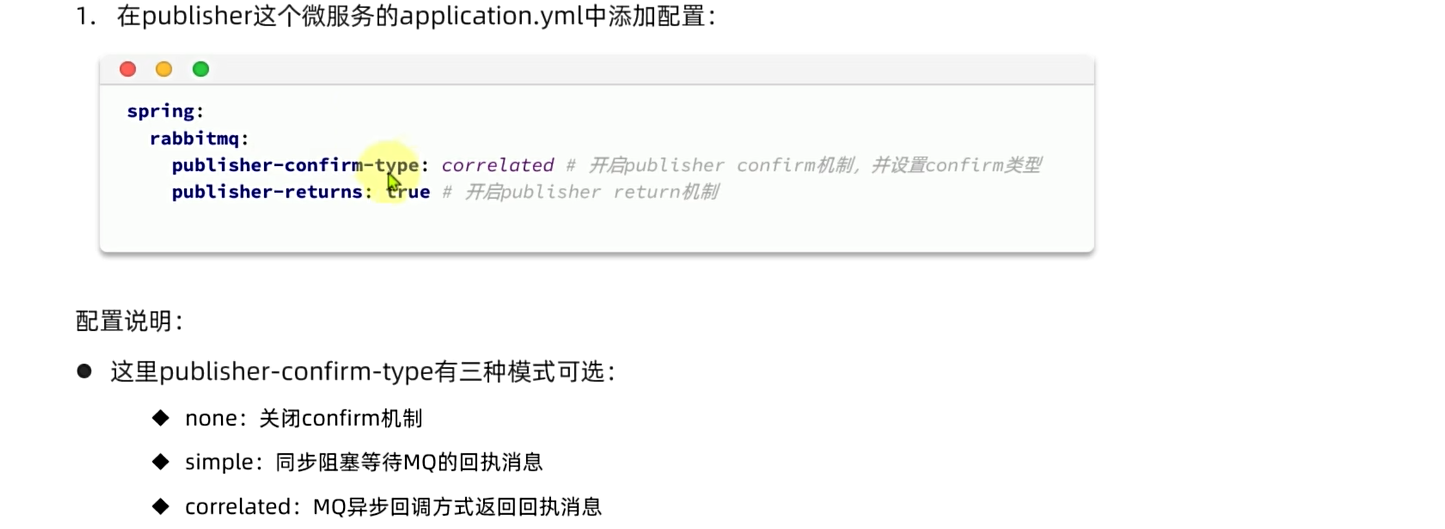 1. 在publisher这个微服务的application.yml中添加配置：
spring:
rabbitmq:
publisher-confirm-type: correlated # 开启publisher confirm机制，并设置confirm类型
publisher-returns: true # 开启publisher return机制
配置说明：
● 这里publisher-confirm-type有三种模式可选：
◆ none：关闭confirm机制
◆ simple：同步阻塞等待MQ的回执消息
◆ correlated：MQ异步回调方式返回回执消息